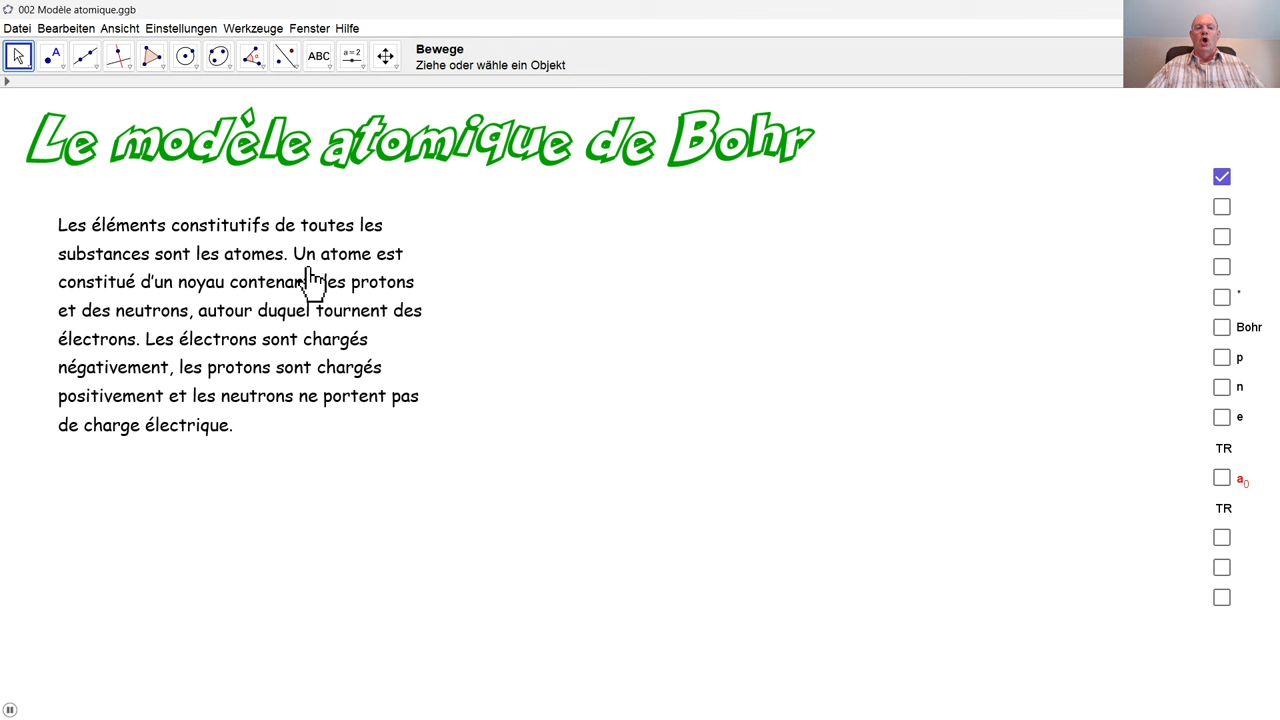 002 Modèle atomique.ggb
Datei Bearbeiten Ansicht Einstellungen Werkzeuge Fenster Hilfe
A
ABC
a=2
Bewege
Ziehe oder wähle ein Objekt
Le modèle atomique de Bohr
Les éléments constitutifs de toutes les
substances sont les atomes. Un atome est
constitué d'un noyau contenant des protons
et des neutrons, autour duquel tournent des
électrons. Les électrons sont chargés
négativement, les protons sont chargés
positivement et les neutrons ne portent pas
de charge électrique.
*
Bohr
p
n
e
TR
a₀
TR